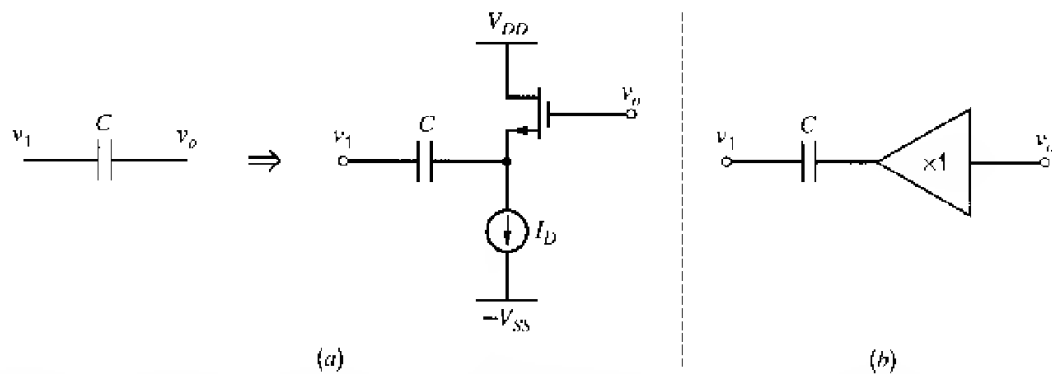 v1 C vo
⇒
VDD
v1 C
vo
ID
−VSS
(a)
v1 C
×1
vo
(b)